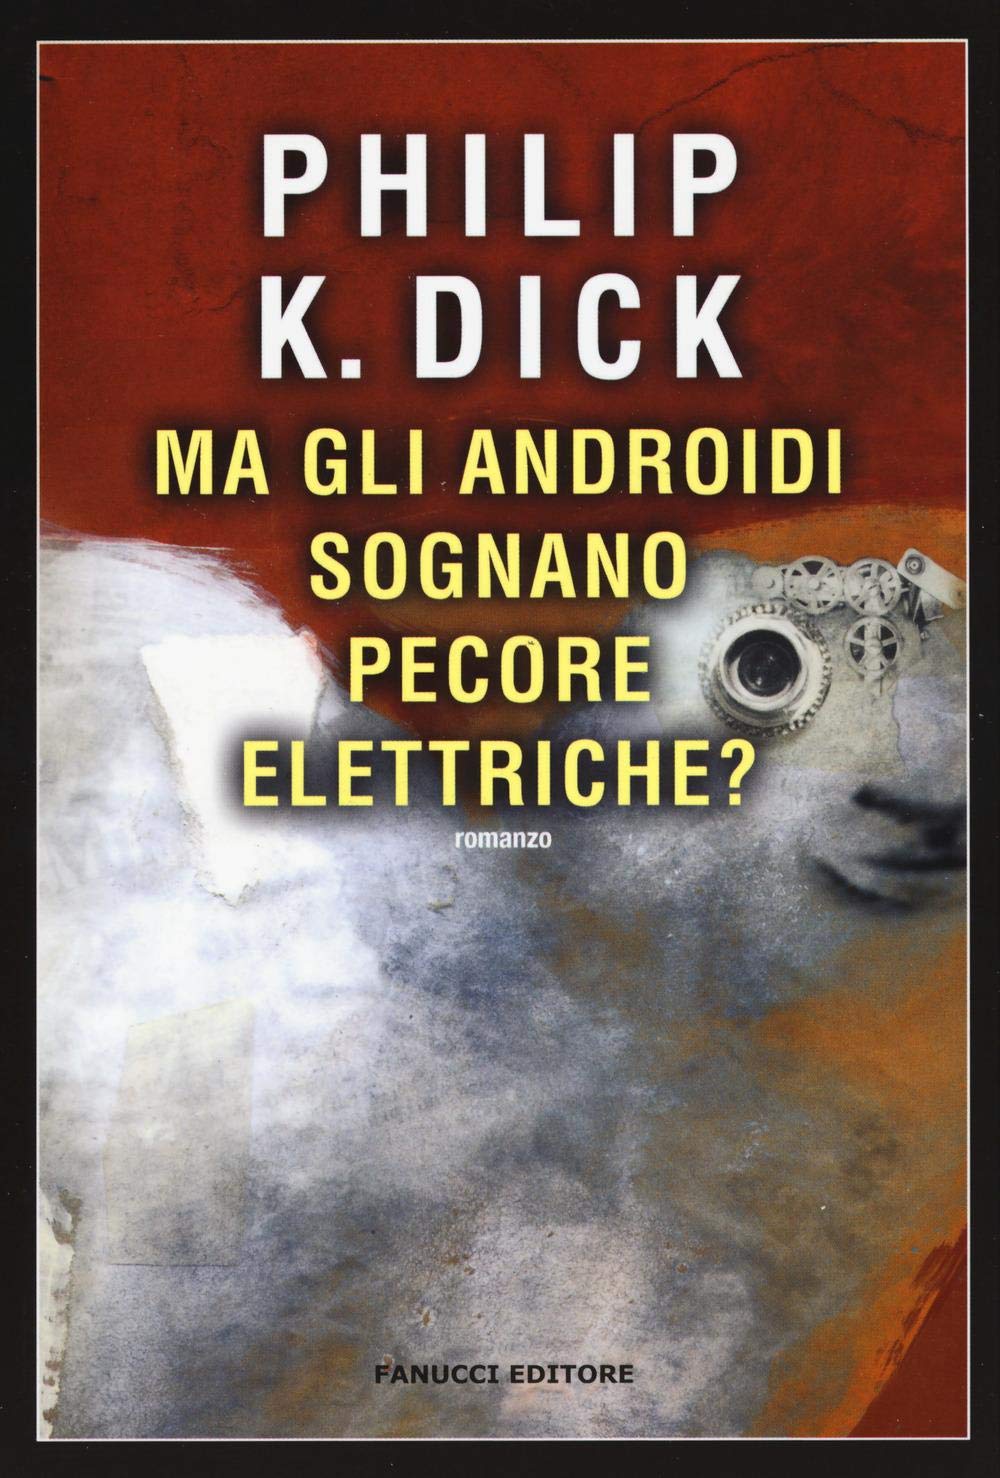 PHILIP
K. DICK
MA GLI ANDROIDI
SOGNANO
PECORE
ELETTRICHE?
romanzo
FANUCCI EDITORE